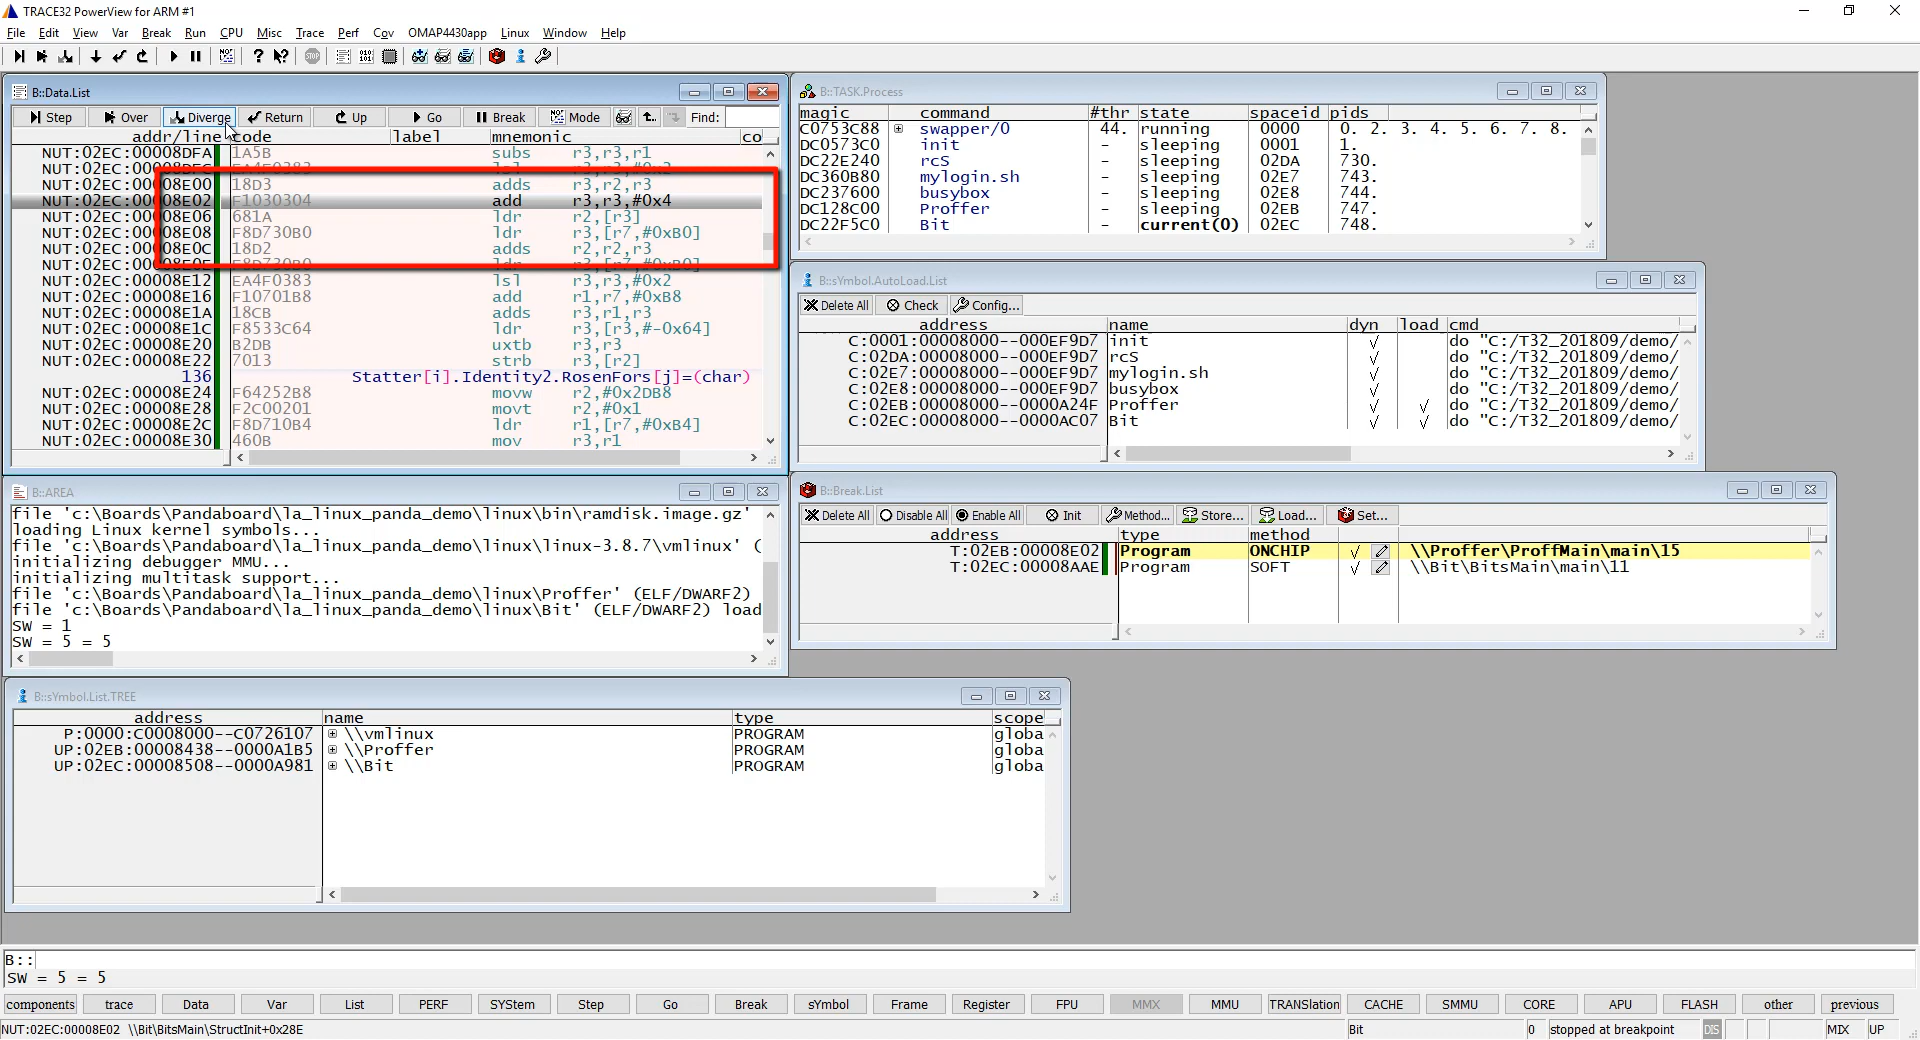 TRACE32 PowerView for ARM #1
File Edit View Var Break Run CPU Misc Trace Perf Cov OMAP4430app Linux Window Help
B::Data.List
Step Over Diverge Return Up Go Break Mode Find:
addr/line code label mnemonic co
NUT:02EC:00008DFA 1A5B subs r3,r3,r1
NUT:02EC:00008DFC
NUT:02EC:00008E00 18D3 adds r3,r2,r3
NUT:02EC:00008E02 F1030304 add r3,r3,#0x4
NUT:02EC:00008E06 681A ldr r2,[r3]
NUT:02EC:00008E08 F8D730B0 ldr r3,[r7,#0xB0]
NUT:02EC:00008E0C 18D2 adds r2,r2,r3
NUT:02EC:00008E0E F8D730B0 ldr r3,[r7,#0xB0]
NUT:02EC:00008E12 EA4F0383 lsl r3,r3,#0x2
NUT:02EC:00008E16 F10701B8 add r1,r7,#0xB8
NUT:02EC:00008E1A 18CB adds r3,r1,r3
NUT:02EC:00008E1C F8533C64 ldr r3,[r3,#-0x64]
NUT:02EC:00008E20 B2DB uxtb r3,r3
NUT:02EC:00008E22 7013 strb r3,[r2]
136 Statter[i].Identity2.RosenFors[j]=(char)
NUT:02EC:00008E24 F64252B8 movw r2,#0x2DB8
NUT:02EC:00008E28 F2C00201 movt r2,#0x1
NUT:02EC:00008E2C F8D710B4 ldr r1,[r7,#0xB4]
NUT:02EC:00008E30 460B mov r3,r1
B::TASK.Process
magic command #thr state spaceid pids
C0753C88 swapper/0 44. running 0000 0. 2. 3. 4. 5. 6. 7. 8.
DC0573C0 init - sleeping 0001 1.
DC22E240 rcS - sleeping 02DA 730.
DC360B80 mylogin.sh - sleeping 02E7 743.
DC237600 busybox - sleeping 02E8 744.
DC128C00 Proffer - sleeping 02EB 747.
DC22F5C0 Bit current(0) 02EC 748.
B::sYmbol.AutoLoad.List
Delete All Check Config...
address name dyn load cmd
C:0001:00008000--000EF9D7 init √ do "C:/T32_201809/demo/
C:02DA:00008000--000EF9D7 rcS √ do "C:/T32_201809/demo/
C:02E7:00008000--000EF9D7 mylogin.sh √ do "C:/T32_201809/demo/
C:02E8:00008000--000EF9D7 busybox √ do "C:/T32_201809/demo/
C:02EB:00008000--0000A24F Proffer √ √ do "C:/T32_201809/demo/
C:02EC:00008000--0000AC07 Bit √ √ do "C:/T32_201809/demo/
B::AREA
file 'c:\Boards\Pandaboard\la_linux_panda_demo\linux\bin\ramdisk.image.gz'
loading Linux kernel symbols...
file 'c:\Boards\Pandaboard\la_linux_panda_demo\linux\linux-3.8.7\vmlinux' (
initializing debugger MMU...
initializing multitask support...
file 'c:\Boards\Pandaboard\la_linux_panda_demo\linux\Proffer' (ELF/DWARF2)
file 'c:\Boards\Pandaboard\la_linux_panda_demo\linux\Bit' (ELF/DWARF2) load
SW = 1
SW = 5 = 5
B::Break.List
Delete All Disable All Enable All Init Method... Store... Load... Set...
address type method
T:02EB:00008E02 Program ONCHIP √ \\Proffer\ProffMain\main\15
T:02EC:00008AAE Program SOFT √ \\Bit\BitsMain\main\11
B::sYmbol.List.TREE
address name type scope
P:0000:C0008000--C0726107 \\vmlinux PROGRAM globa
UP:02EB:00008438--0000A1B5 \\Proffer PROGRAM globa
UP:02EC:00008508--0000A981 \\Bit PROGRAM globa
B::
SW = 5 = 5
components trace Data Var List PERF SYStem Step Go Break sYmbol Frame Register FPU MMX MMU TRANSlation CACHE SMMU CORE APU FLASH other previous
NUT:02EC:00008E02 \\Bit\BitsMain\StructInit+0x28E Bit 0 stopped at breakpoint DIS MIX UP